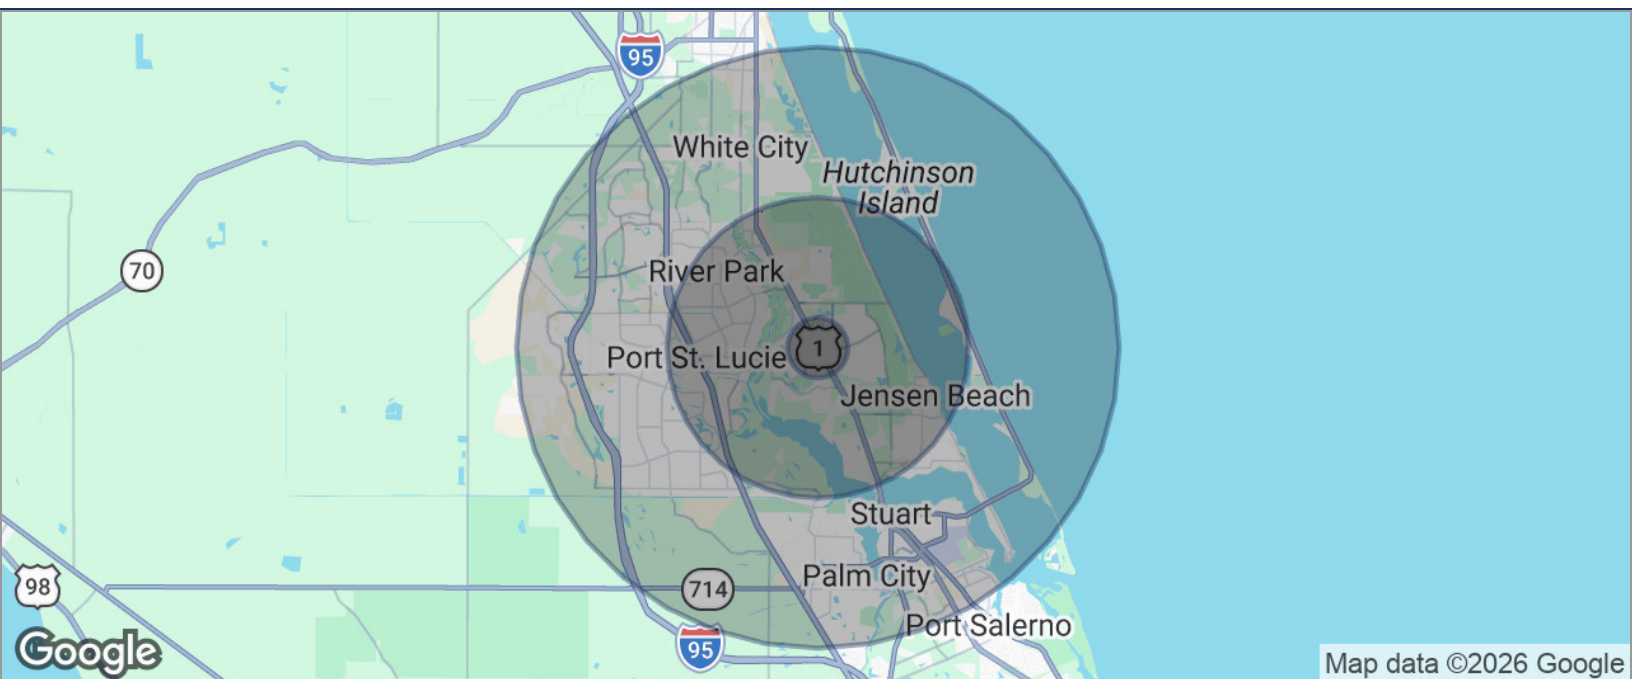 95
White City
Hutchinson
Island
70
River Park
1
Port St. Lucie
Jensen Beach
Stuart
98
714
Palm City
Port Salerno
95
Google
Map data ©2026 Google